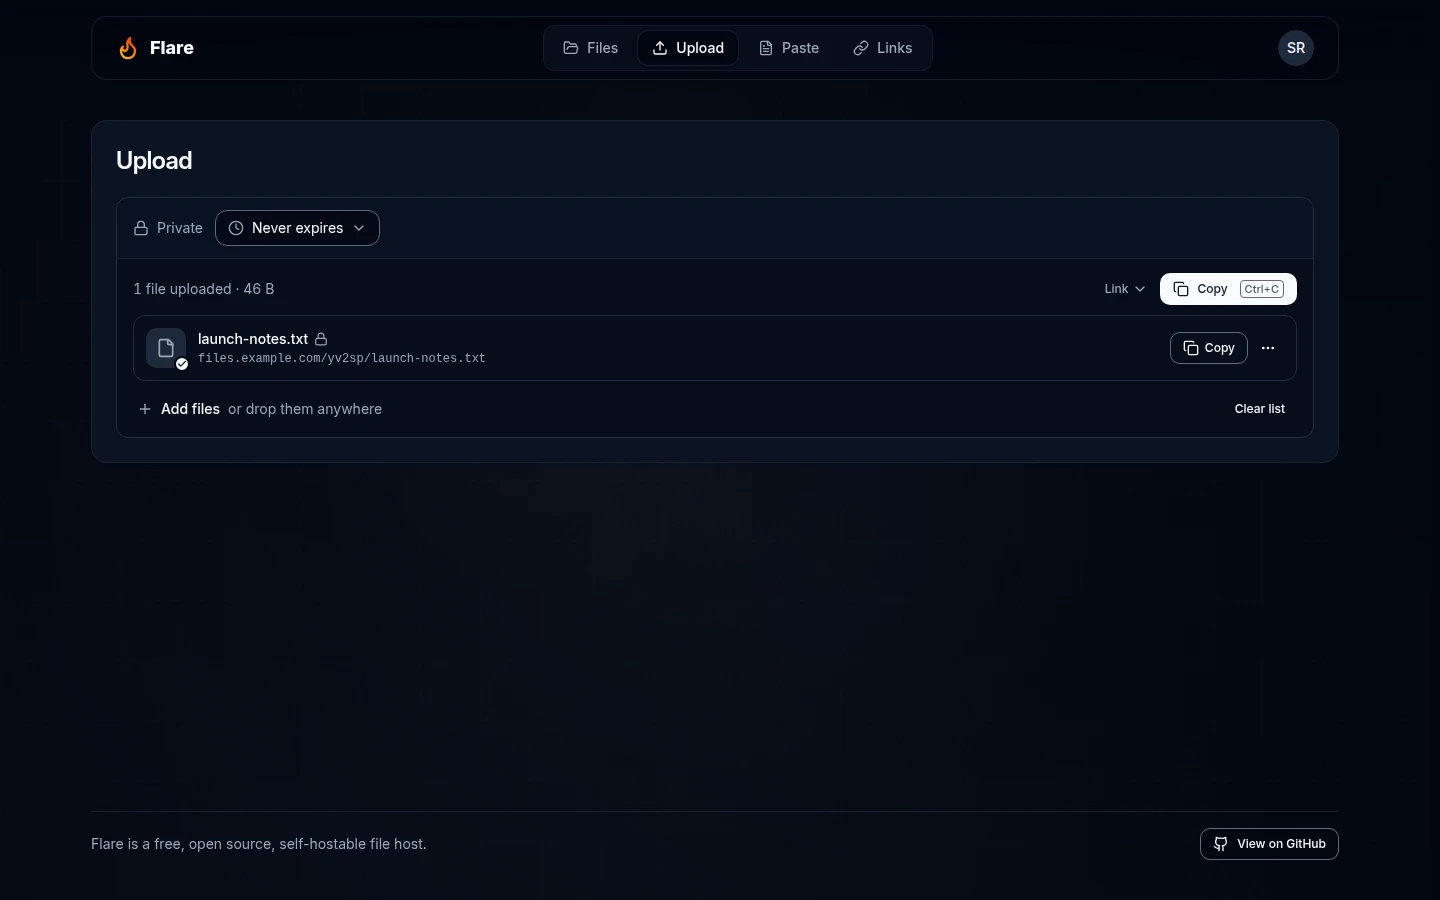 Flare
Files
Upload
Paste
Links
SR
Upload
Private
Never expires
1 file uploaded · 46 B
Link
Copy
Ctrl+C
launch-notes.txt
files.example.com/yv2sp/launch-notes.txt
Copy
Add files or drop them anywhere
Clear list
Flare is a free, open source, self-hostable file host.
View on GitHub